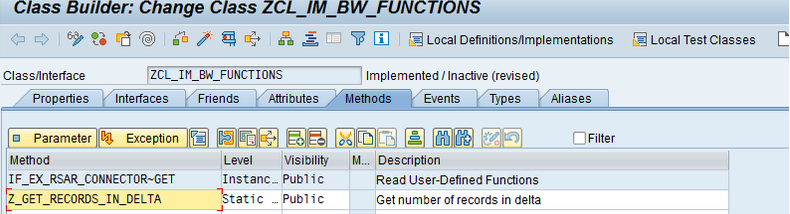 Class Builder: Change Class ZCL_IM_BW_FUNCTIONS
Local Definitions/Implementations Local Test Classes
Class/Interface ZCL_IM_BW_FUNCTIONS Implemented / Inactive (revised)
Properties Interfaces Friends Attributes Methods Events Types Aliases
Parameter Exception Filter
Method Level Visibility M... Description
IF_EX_RSAR_CONNECTOR~GET Instanc... Public Read User-Defined Functions
Z_GET_RECORDS_IN_DELTA Static ... Public Get number of records in delta